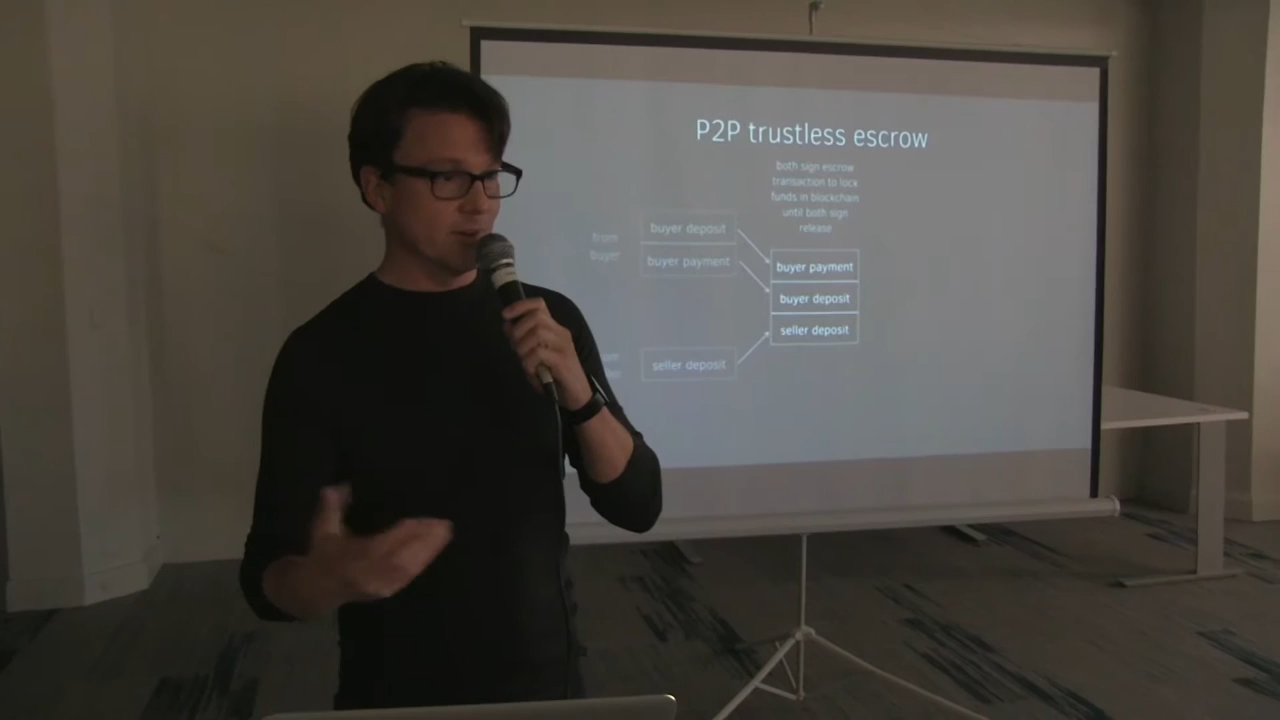 P2P trustless escrow
both sign escrow
transaction to lock
funds in blockchain
until both sign
release
from
buyer
buyer deposit
buyer payment
seller deposit
buyer payment
buyer deposit
seller deposit